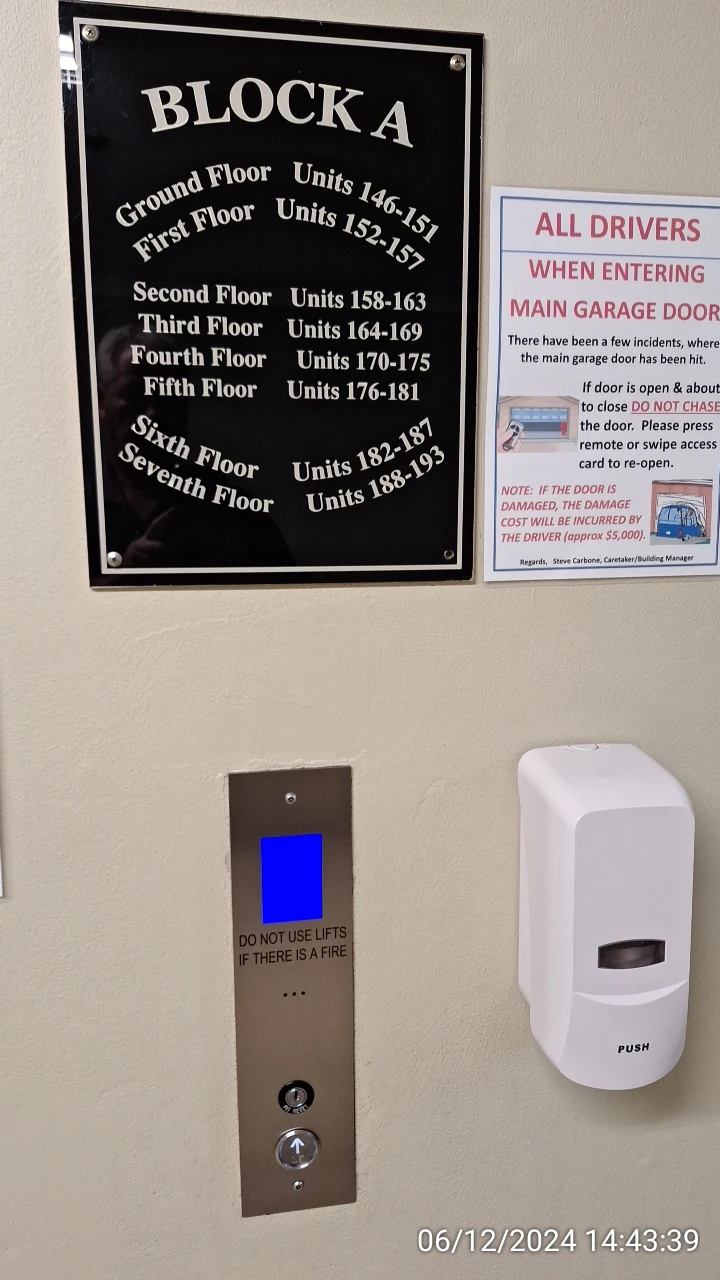 BLOCK A
Ground Floor Units 146-151
First Floor Units 152-157
Second Floor Units 158-163
Third Floor Units 164-169
Fourth Floor Units 170-175
Fifth Floor Units 176-181
Sixth Floor Units 182-187
Seventh Floor Units 188-193
ALL DRIVERS
WHEN ENTERING
MAIN GARAGE DOOR
There have been a few incidents, where
the main garage door has been hit.
If door is open & about
to close DO NOT CHASE
the door. Please press
remote or swipe access
card to re-open.
NOTE: IF THE DOOR IS
DAMAGED, THE DAMAGE
COST WILL BE INCURRED BY
THE DRIVER (approx $5,000).
Regards, Steve Carbone, Caretaker/Building Manager
DO NOT USE LIFTS
IF THERE IS A FIRE
PUSH
06/12/2024 14:43:39